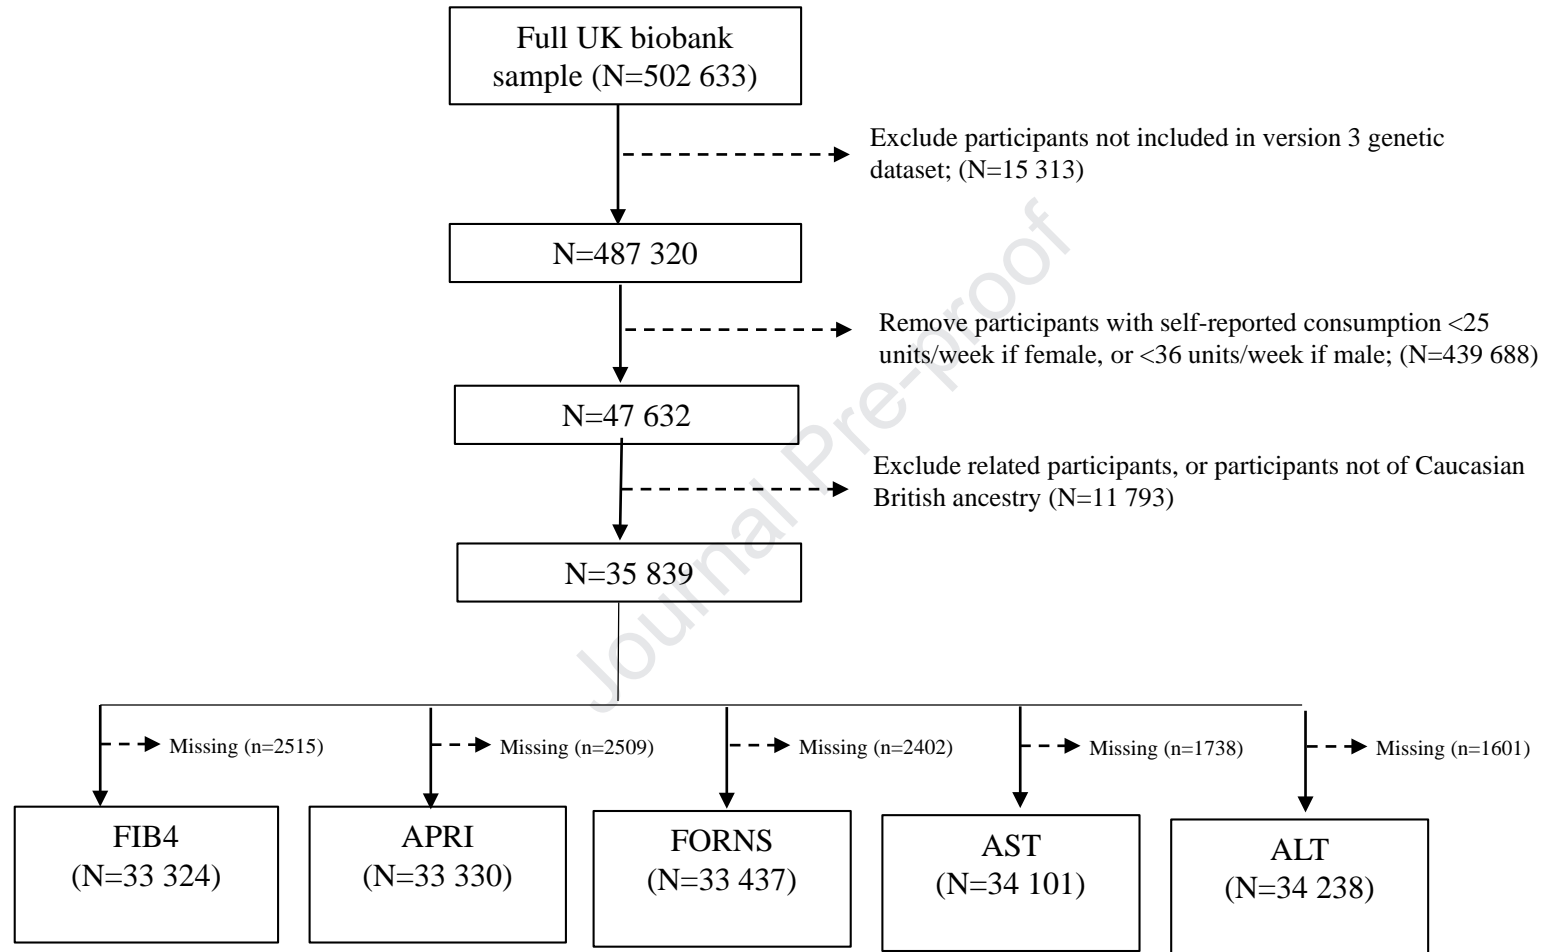 Full UK biobank
sample (N=502 633)
Exclude participants not included in version 3 genetic
dataset; (N=15 313)
N=487 320
Remove participants with self-reported consumption <25
units/week if female, or <36 units/week if male; (N=439 688)
N=47 632
Exclude related participants, or participants not of Caucasian
British ancestry (N=11 793)
N=35 839
Journal Pre-proof
Missing (n=2515)
Missing (n=2509)
Missing (n=2402)
Missing (n=1738)
Missing (n=1601)
FIB4
(N=33 324)
APRI
(N=33 330)
FORNS
(N=33 437)
AST
(N=34 101)
ALT
(N=34 238)